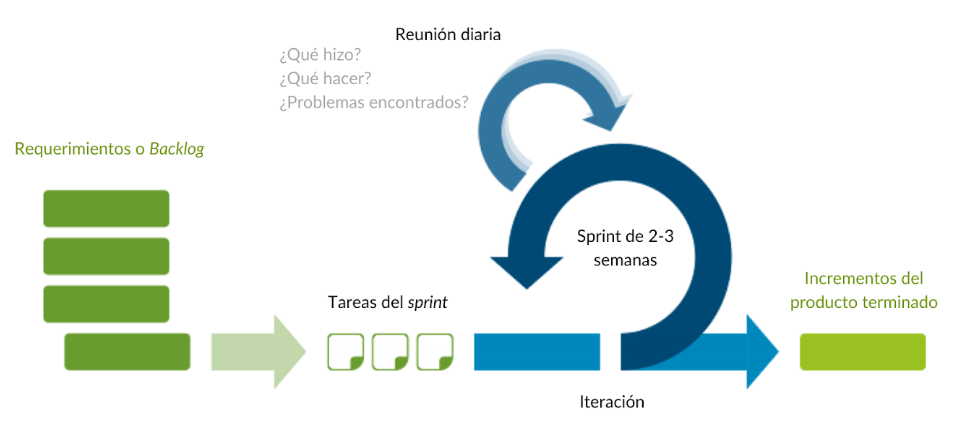 Reunión diaria
¿Qué hizo?
¿Qué hacer?
¿Problemas encontrados?
Requerimientos o Backlog
Sprint de 2-3
semanas
Tareas del sprint
Incrementos del
producto terminado
Iteración